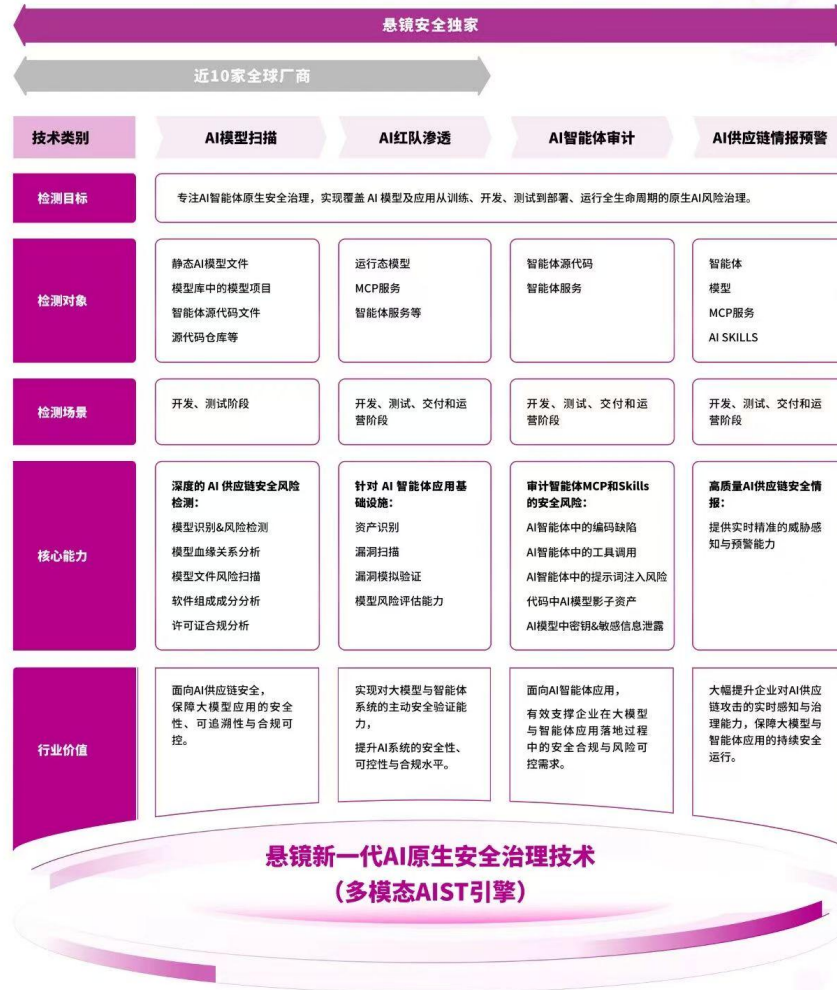 悬镜安全独家
近10家全球厂商
技术类别
AI模型扫描
AI红队渗透
AI智能体审计
AI供应链情报预警
检测目标
专注AI智能体原生安全治理，实现覆盖 AI 模型及应用从训练、开发、测试到部署、运行全生命周期的原生AI风险治理。
检测对象
静态AI模型文件
模型库中的模型项目
智能体源代码文件
源代码仓库等
运行态模型
MCP服务
智能体服务等
智能体源代码
智能体服务
智能体
模型
MCP服务
AI SKILLS
检测场景
开发、测试阶段
开发、测试、交付和运
营阶段
开发、测试、交付和运
营阶段
开发、测试、交付和运
营阶段
核心能力
深度的 AI 供应链安全风险
检测：
模型识别&风险检测
模型血缘关系分析
模型文件风险扫描
软件组成成分分析
许可证合规分析
针对 AI 智能体应用基
础设施：
资产识别
漏洞扫描
漏洞模拟验证
模型风险评估能力
审计智能体MCP和Skills
的安全风险：
AI智能体中的编码缺陷
AI智能体中的工具调用
AI智能体中的提示词注入风险
代码中AI模型影子资产
AI模型中密钥&敏感信息泄露
高质量AI供应链安全情
报：
提供实时精准的威胁感
知与预警能力
行业价值
面向AI供应链安全，
保障大模型应用的安全
性、可追溯性与合规可
控。
实现对大模型与智能体
系统的主动安全验证能
力，
提升AI系统的安全性、
可控性与合规水平。
面向AI智能体应用，
有效支撑企业在大模型
与智能体应用落地过程
中的安全合规与风险可
控需求。
大幅提升企业对AI供应
链攻击的实时感知与治
理能力，保障大模型与
智能体应用的持续安全
运行。
悬镜新一代AI原生安全治理技术
（多模态AIST引擎）